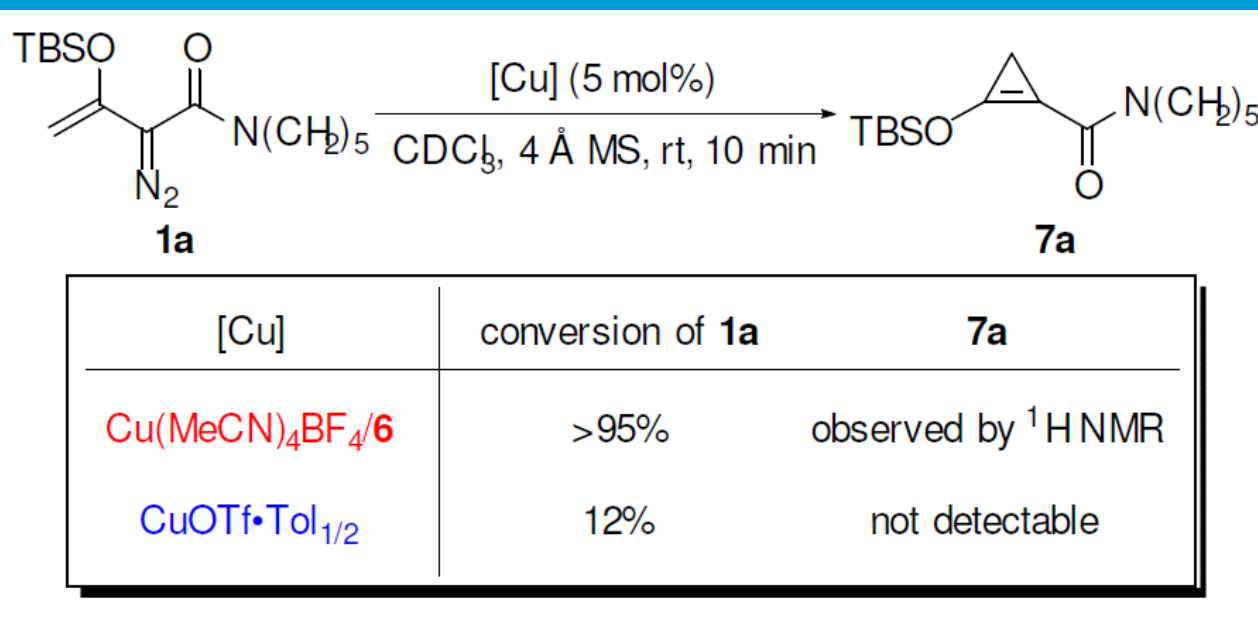 TBSO O
N(CH2)5
N2
1a
[Cu] (5 mol%)
CDCl3, 4 Å MS, rt, 10 min
TBSO
N(CH2)5
O
7a
[Cu] conversion of 1a 7a
Cu(MeCN)4BF4/6 >95% observed by 1H NMR
CuOTf•Tol1/2 12% not detectable